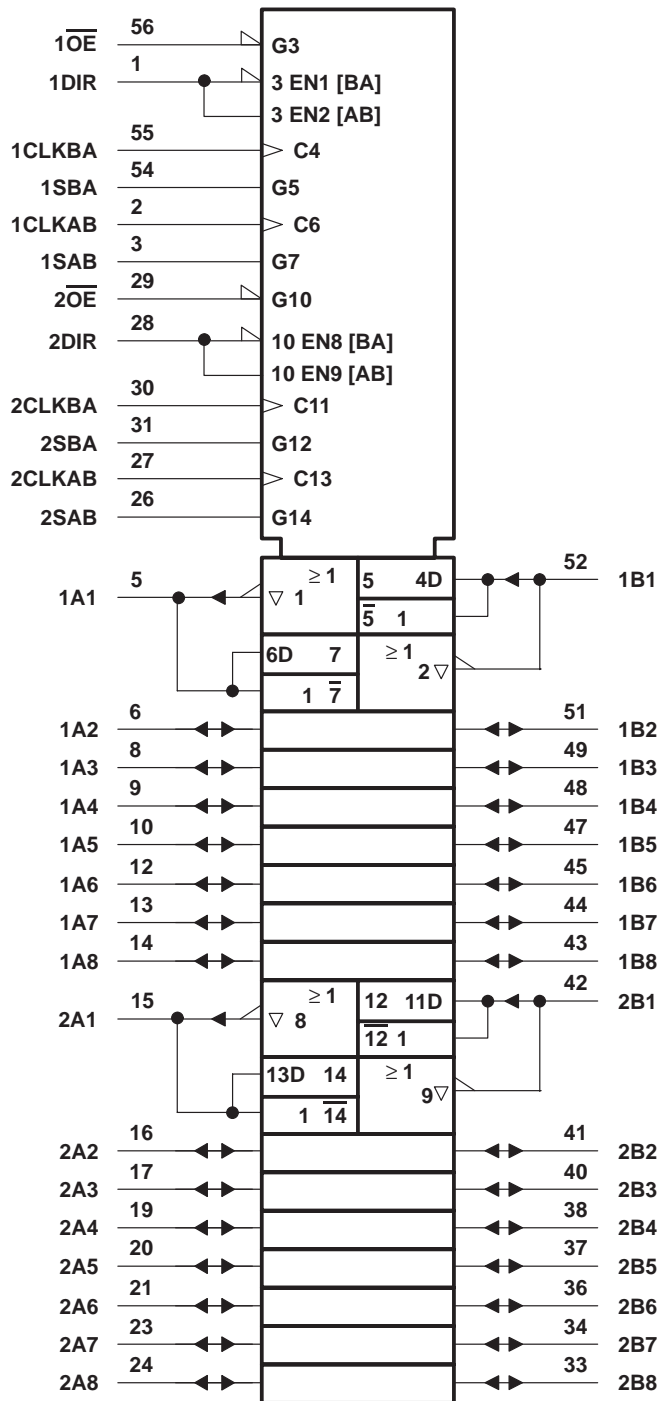 1O̅E̅ 56 G3
1DIR 1 3 EN1 [BA]
3 EN2 [AB]
1CLKBA 55 C4
1SBA 54 G5
1CLKAB 2 C6
1SAB 3 G7
2O̅E̅ 29 G10
2DIR 28 10 EN8 [BA]
10 EN9 [AB]
2CLKBA 30 C11
2SBA 31 G12
2CLKAB 27 C13
2SAB 26 G14
1A1 5 ≥ 1 ▽ 1 5 4D 52 1B1
5̅ 1
6D 7 ≥ 1 2 ▽
1 7̅
1A2 6 51 1B2
1A3 8 49 1B3
1A4 9 48 1B4
1A5 10 47 1B5
1A6 12 45 1B6
1A7 13 44 1B7
1A8 14 43 1B8
2A1 15 ≥ 1 ▽ 8 12 11D 42 2B1
1̅2̅ 1
13D 14 ≥ 1 9 ▽
1 1̅4̅
2A2 16 41 2B2
2A3 17 40 2B3
2A4 19 38 2B4
2A5 20 37 2B5
2A6 21 36 2B6
2A7 23 34 2B7
2A8 24 33 2B8